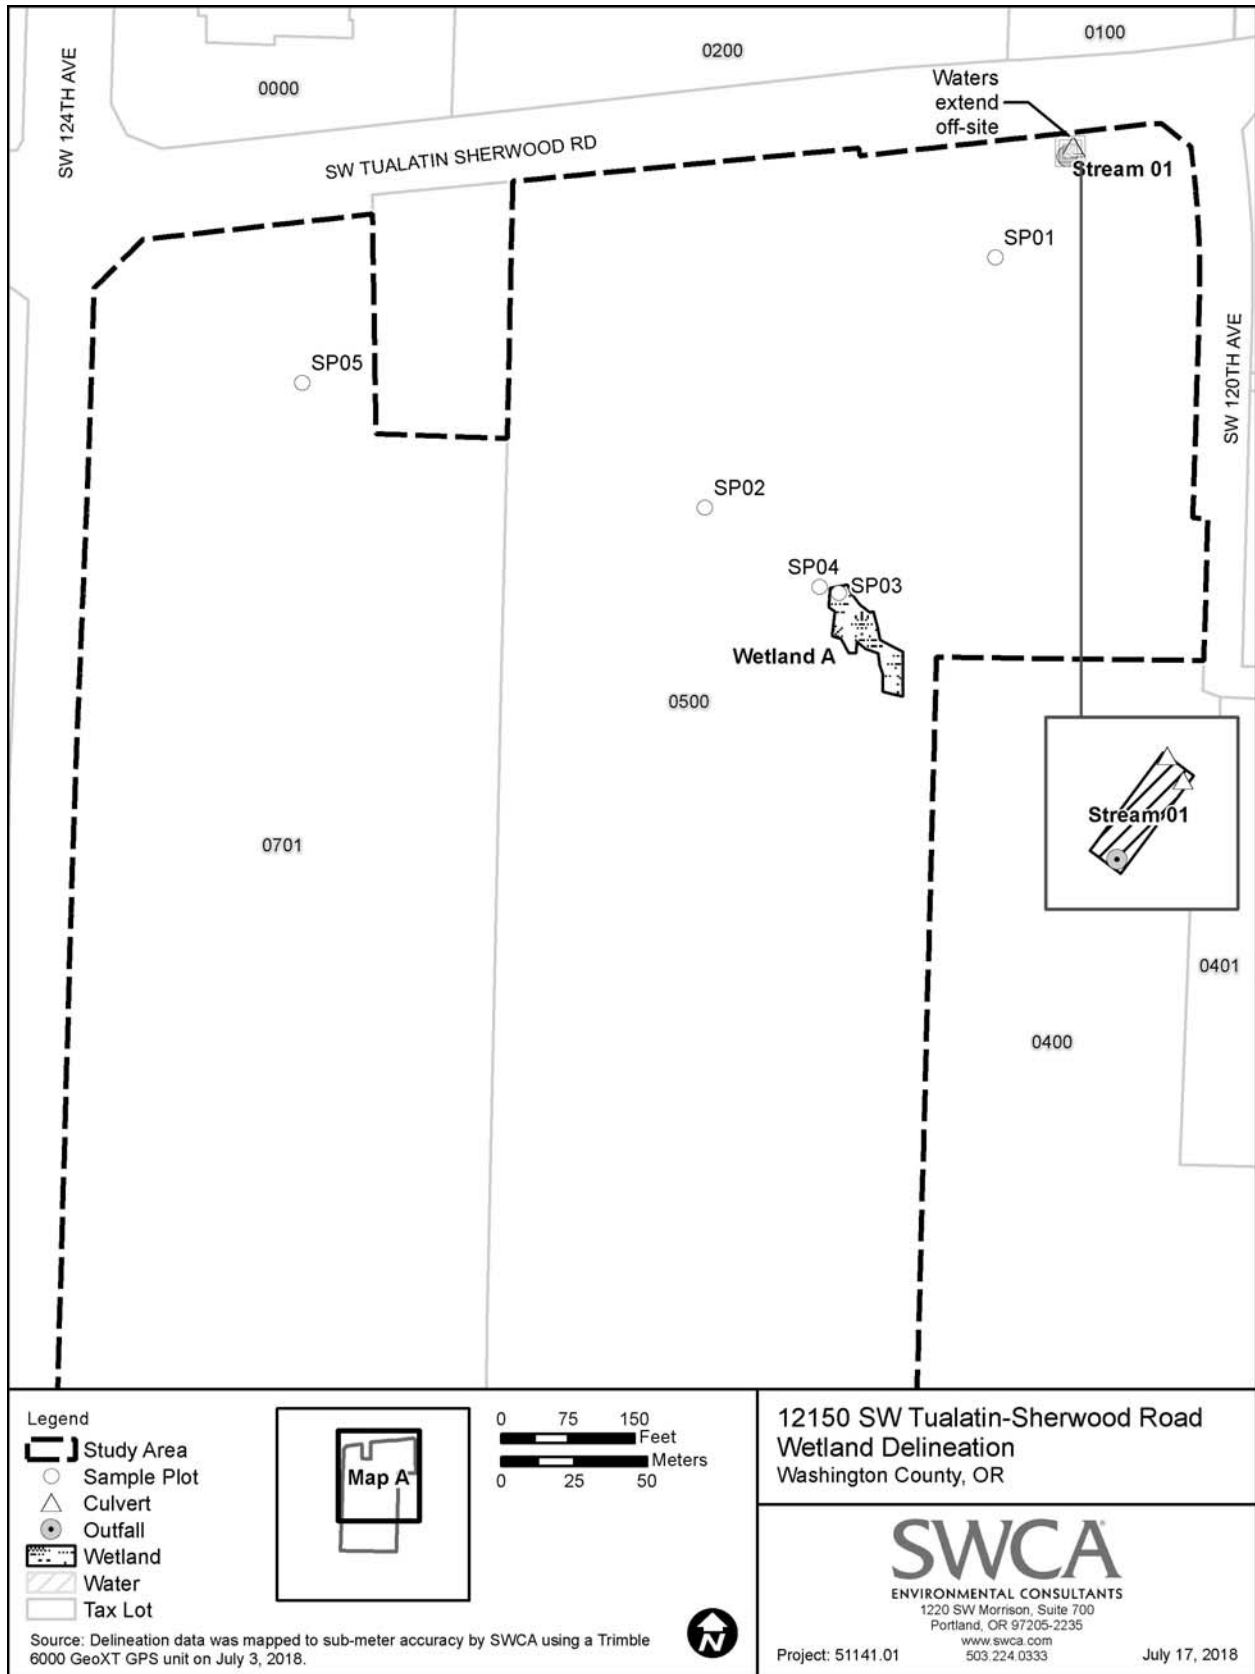 0100
0200
SW 124TH AVE
Waters
extend
off-site
0000
SW TUALATIN SHERWOOD RD
Stream 01
SP01
SP05
SW 120TH AVE
SP02
SP04
SP03
Wetland A
0500
Stream 01
0701
0401
0400
Legend
Study Area
Sample Plot
Culvert
Outfall
Wetland
Water
Tax Lot
Map A
0 75 150
Feet
Meters
0 25 50
N
Source: Delineation data was mapped to sub-meter accuracy by SWCA using a Trimble
6000 GeoXT GPS unit on July 3, 2018.
12150 SW Tualatin-Sherwood Road
Wetland Delineation
Washington County, OR
SWCA®
ENVIRONMENTAL CONSULTANTS
1220 SW Morrison, Suite 700
Portland, OR 97205-2235
www.swca.com
503.224.0333
Project: 51141.01
July 17, 2018